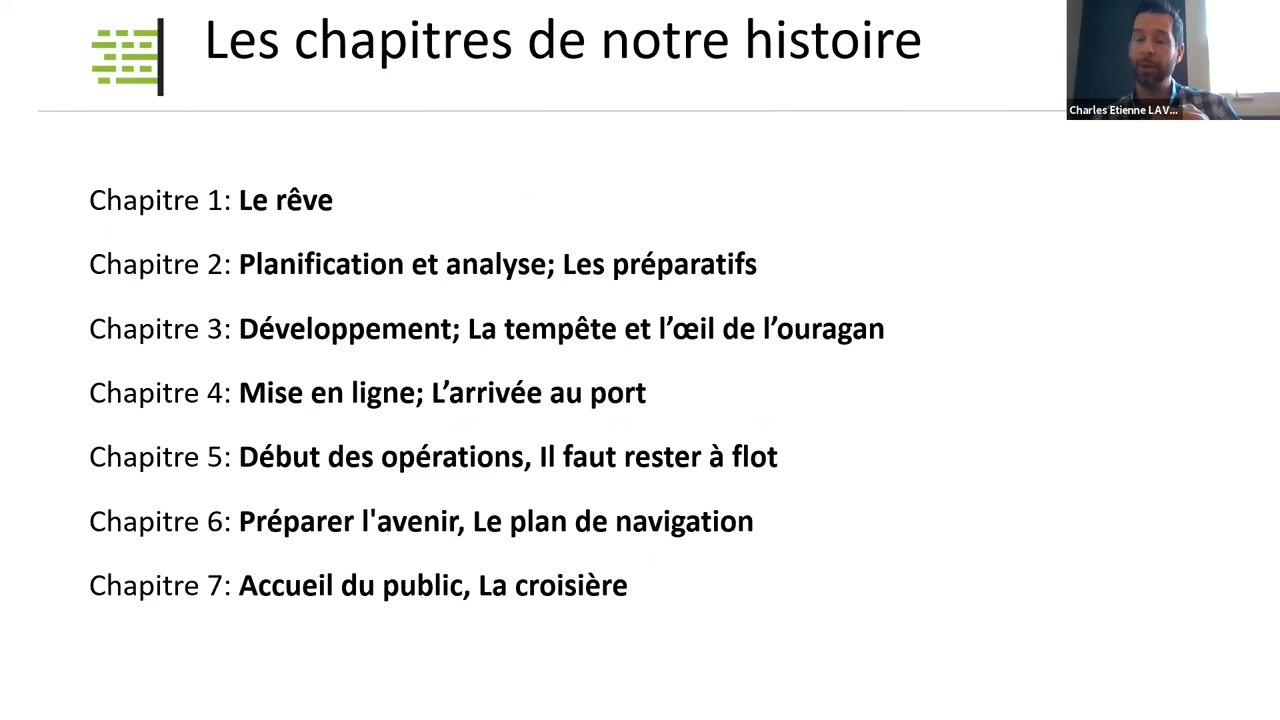 Les chapitres de notre histoire
Charles Etienne LAV...
Chapitre 1: Le rêve
Chapitre 2: Planification et analyse; Les préparatifs
Chapitre 3: Développement; La tempête et l’œil de l’ouragan
Chapitre 4: Mise en ligne; L’arrivée au port
Chapitre 5: Début des opérations, Il faut rester à flot
Chapitre 6: Préparer l'avenir, Le plan de navigation
Chapitre 7: Accueil du public, La croisière